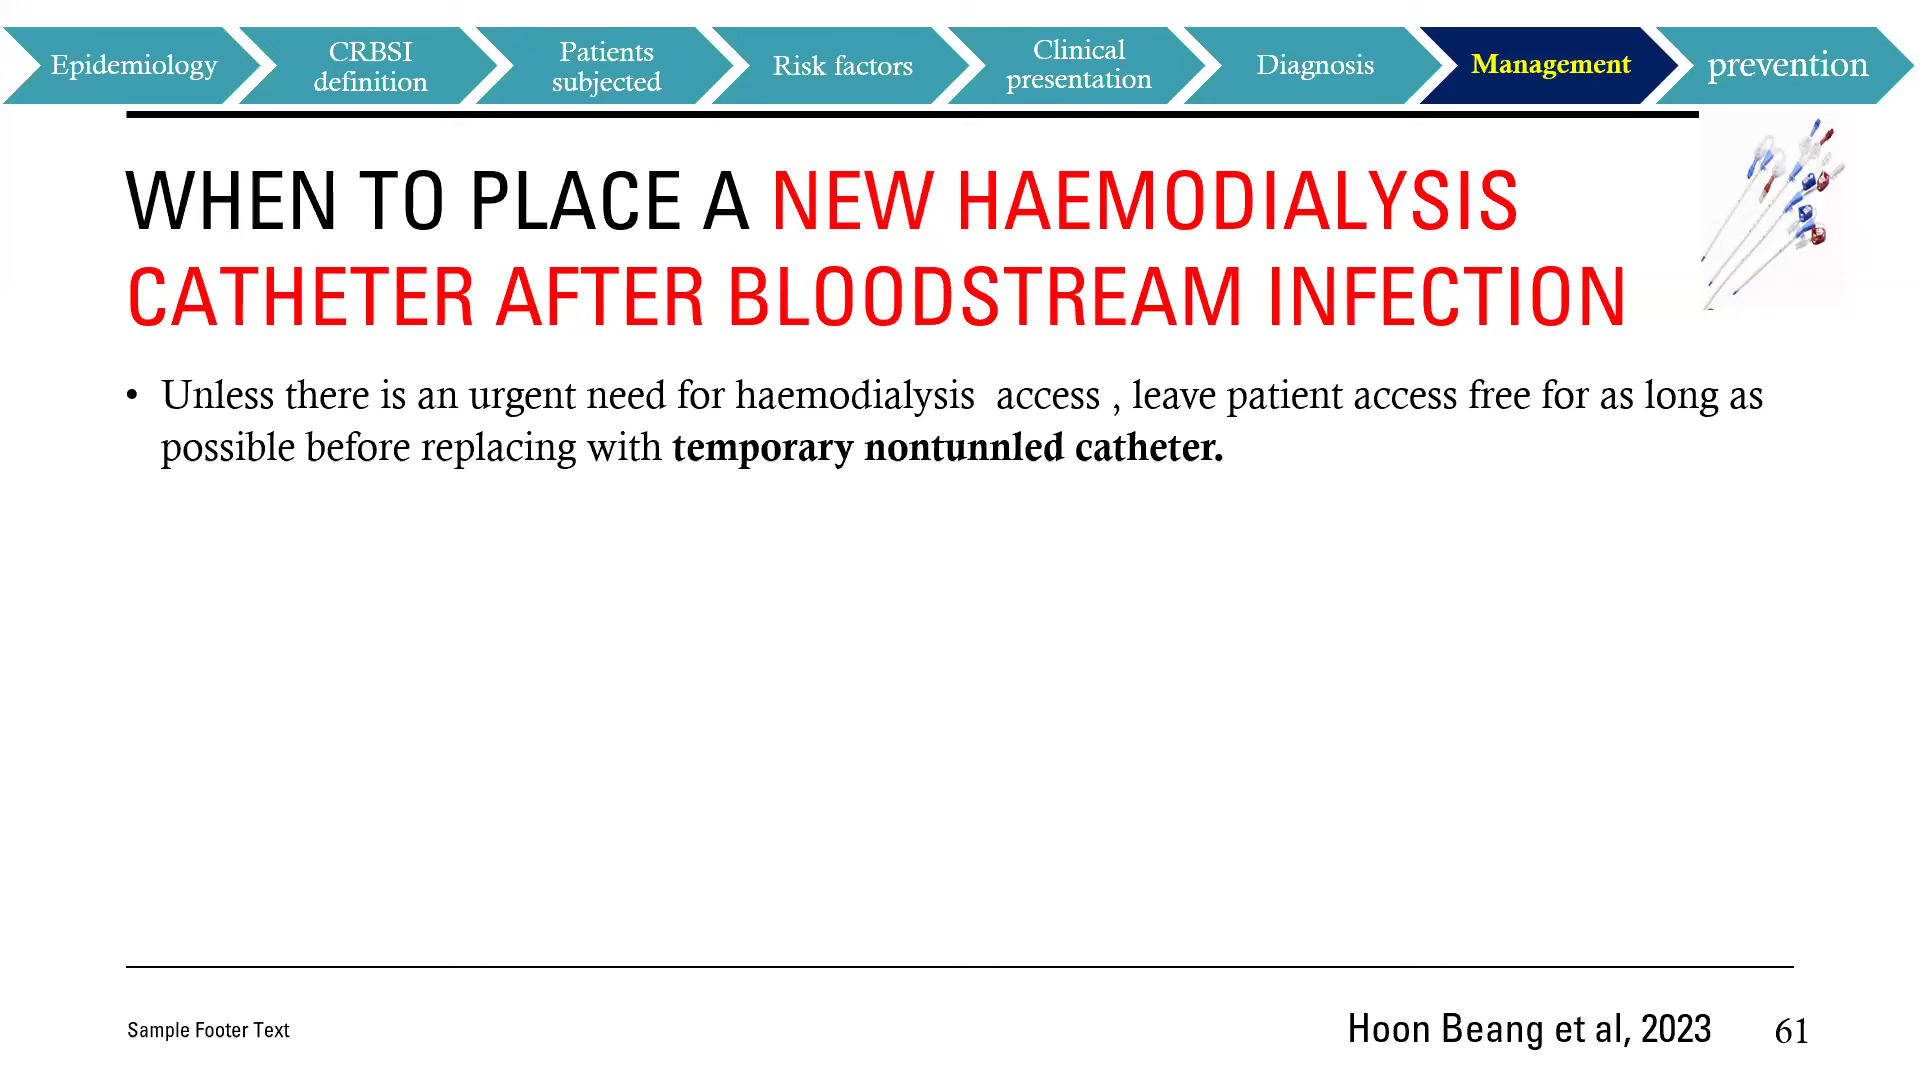 Epidemiology
CRBSI
definition
Patients
subjected
Risk factors
Clinical
presentation
Diagnosis
Management
prevention
WHEN TO PLACE A NEW HAEMODIALYSIS
CATHETER AFTER BLOODSTREAM INFECTION
• Unless there is an urgent need for haemodialysis  access , leave patient access free for as long as
possible before replacing with temporary nontunnled catheter.
Sample Footer Text
Hoon Beang et al, 2023
61